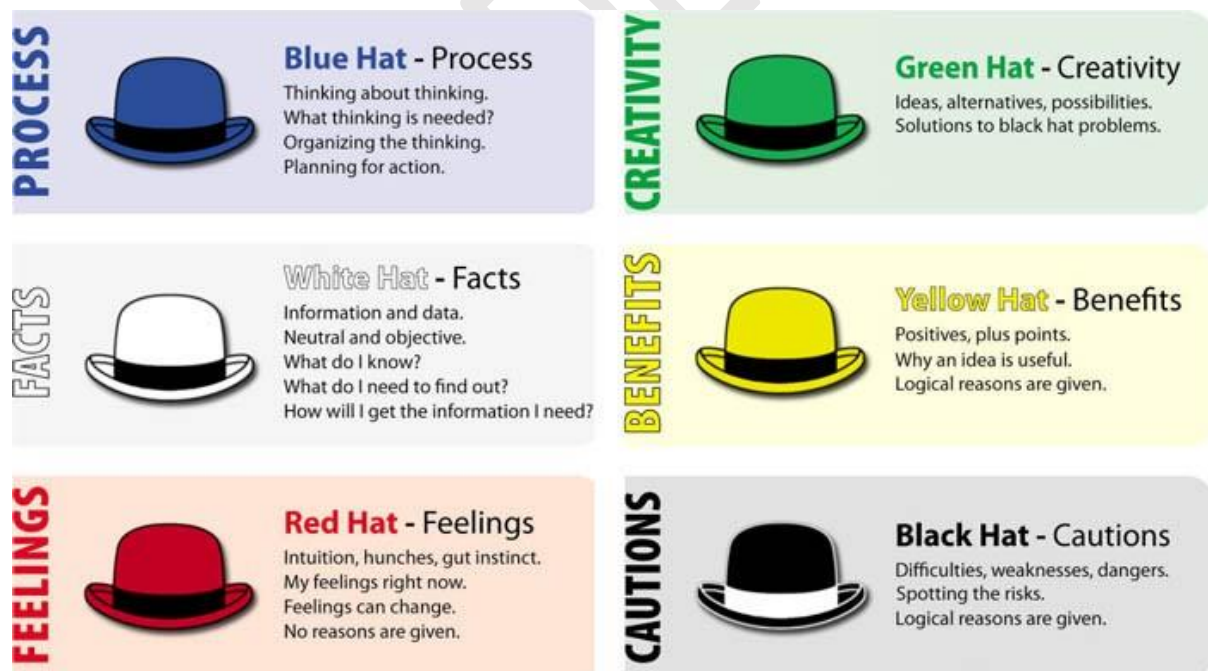 PROCESS
Blue Hat - Process
Thinking about thinking.
What thinking is needed?
Organizing the thinking.
Planning for action.
CREATIVITY
Green Hat - Creativity
Ideas, alternatives, possibilities.
Solutions to black hat problems.
FACTS
White Hat - Facts
Information and data.
Neutral and objective.
What do I know?
What do I need to find out?
How will I get the information I need?
BENEFITS
Yellow Hat - Benefits
Positives, plus points.
Why an idea is useful.
Logical reasons are given.
FEELINGS
Red Hat - Feelings
Intuition, hunches, gut instinct.
My feelings right now.
Feelings can change.
No reasons are given.
CAUTIONS
Black Hat - Cautions
Difficulties, weaknesses, dangers.
Spotting the risks.
Logical reasons are given.